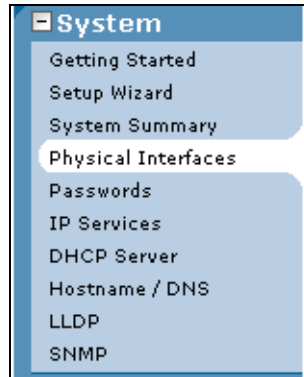 System
Getting Started
Setup Wizard
System Summary
Physical Interfaces
Passwords
IP Services
DHCP Server
Hostname / DNS
LLDP
SNMP